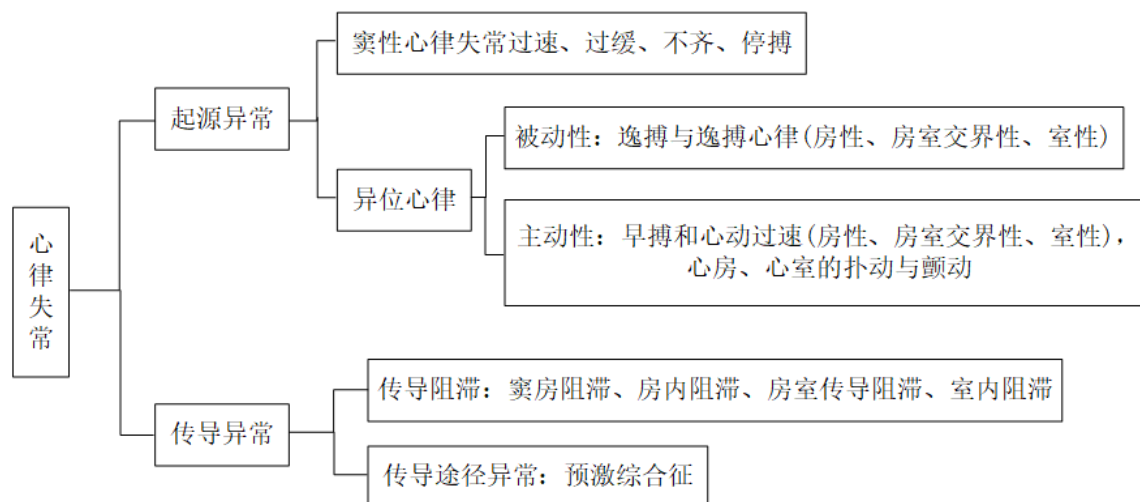 心律失常
起源异常
窦性心律失常过速、过缓、不齐、停搏
异位心律
被动性：逸搏与逸搏心律(房性、房室交界性、室性)
主动性：早搏和心动过速(房性、房室交界性、室性)，
心房、心室的扑动与颤动
传导异常
传导阻滞：窦房阻滞、房内阻滞、房室传导阻滞、室内阻滞
传导途径异常：预激综合征